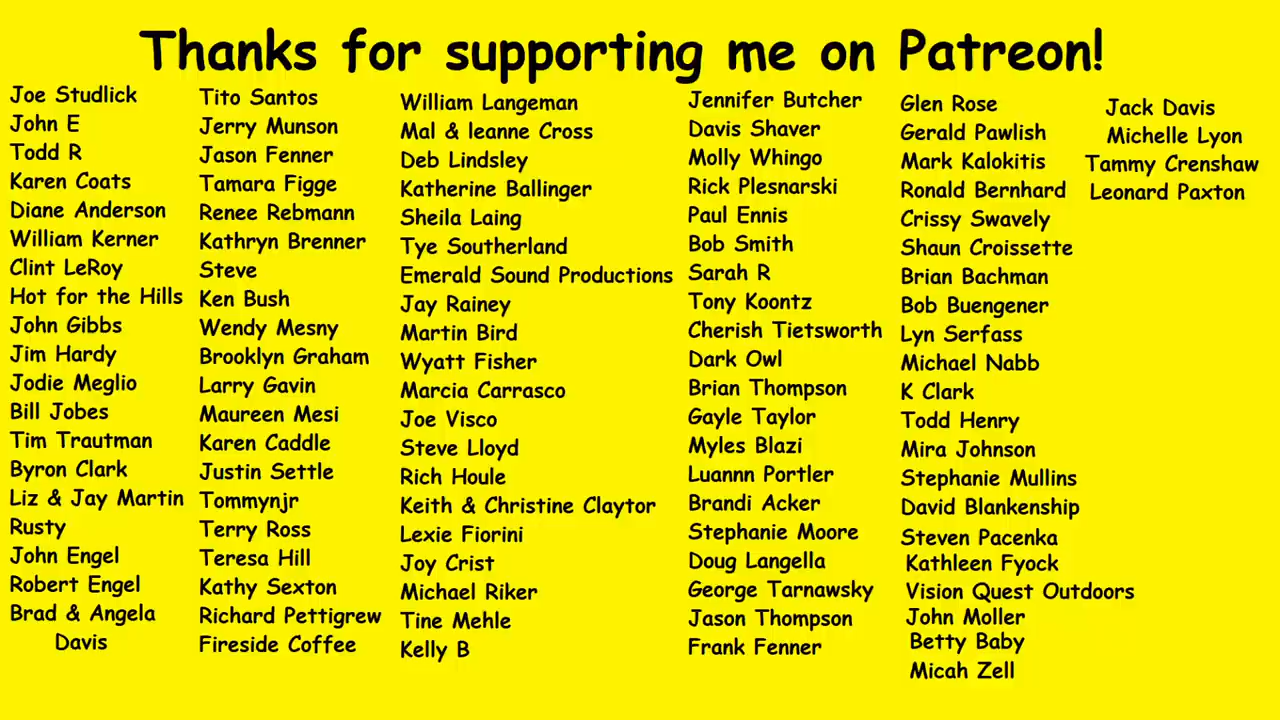 Thanks for supporting me on Patreon!
Joe Studlick
John E
Todd R
Karen Coats
Diane Anderson
William Kerner
Clint LeRoy
Hot for the Hills
John Gibbs
Jim Hardy
Jodie Meglio
Bill Jobes
Tim Trautman
Byron Clark
Liz & Jay Martin
Rusty
John Engel
Robert Engel
Brad & Angela
Davis
Tito Santos
Jerry Munson
Jason Fenner
Tamara Figge
Renee Rebmann
Kathryn Brenner
Steve
Ken Bush
Wendy Mesny
Brooklyn Graham
Larry Gavin
Maureen Mesi
Karen Caddle
Justin Settle
Tommynjr
Terry Ross
Teresa Hill
Kathy Sexton
Richard Pettigrew
Fireside Coffee
William Langeman
Mal & leanne Cross
Deb Lindsley
Katherine Ballinger
Sheila Laing
Tye Southerland
Emerald Sound Productions
Jay Rainey
Martin Bird
Wyatt Fisher
Marcia Carrasco
Joe Visco
Steve Lloyd
Rich Houle
Keith & Christine Claytor
Lexie Fiorini
Joy Crist
Michael Riker
Tine Mehle
Kelly B
Jennifer Butcher
Davis Shaver
Molly Whingo
Rick Plesnarski
Paul Ennis
Bob Smith
Sarah R
Tony Koontz
Cherish Tietsworth
Dark Owl
Brian Thompson
Gayle Taylor
Myles Blazi
Luannn Portler
Brandi Acker
Stephanie Moore
Doug Langella
George Tarnawsky
Jason Thompson
Frank Fenner
Glen Rose
Gerald Pawlish
Mark Kalokitis
Ronald Bernhard
Crissy Swavely
Shaun Croissette
Brian Bachman
Bob Buengener
Lyn Serfass
Michael Nabb
K Clark
Todd Henry
Mira Johnson
Stephanie Mullins
David Blankenship
Steven Pacenka
Kathleen Fyock
Vision Quest Outdoors
John Moller
Betty Baby
Micah Zell
Jack Davis
Michelle Lyon
Tammy Crenshaw
Leonard Paxton